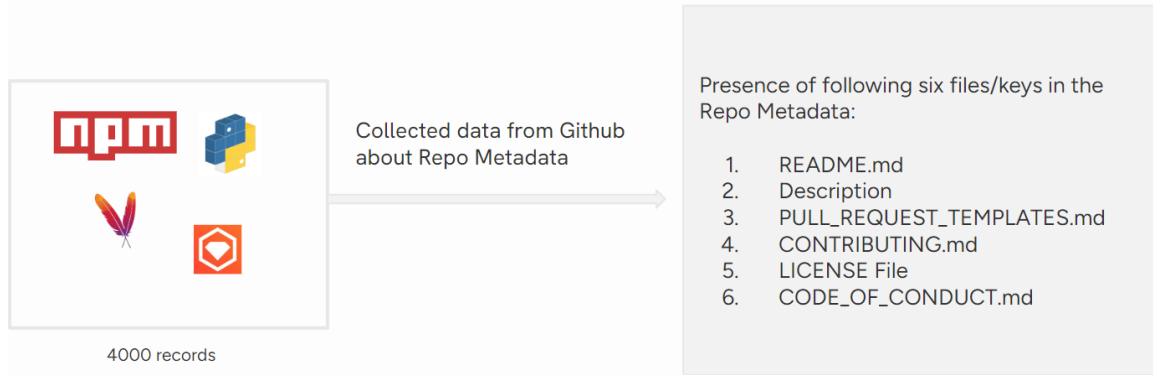 npm
Collected data from Github
about Repo Metadata
4000 records
Presence of following six files/keys in the
Repo Metadata:
1. README.md
2. Description
3. PULL_REQUEST_TEMPLATES.md
4. CONTRIBUTING.md
5. LICENSE File
6. CODE_OF_CONDUCT.md